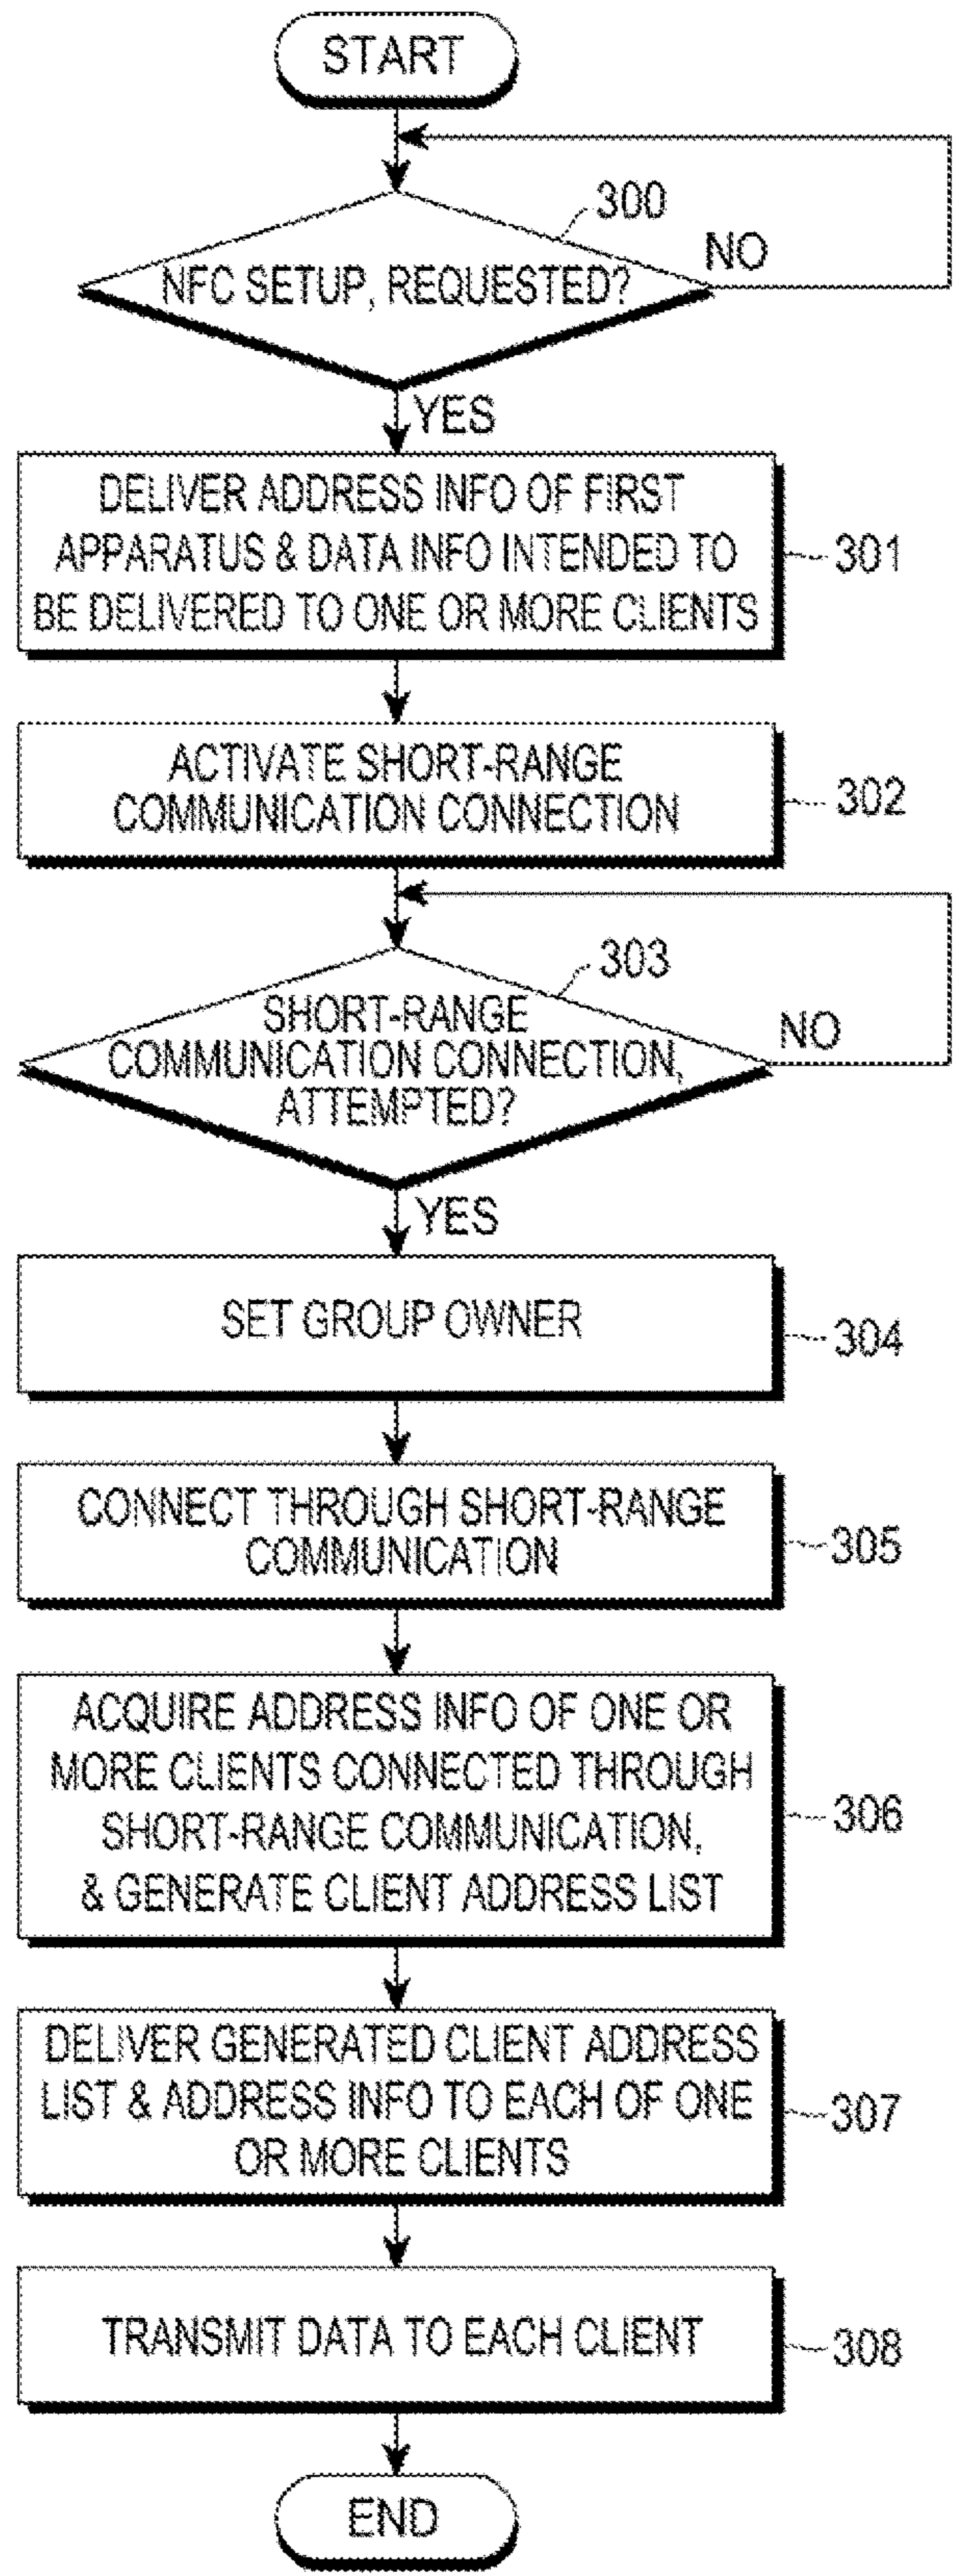 START
300
NO
NFC SETUP, REQUESTED?
YES
DELIVER ADDRESS INFO OF FIRST
APPARATUS & DATA INFO INTENDED TO
BE DELIVERED TO ONE OR MORE CLIENTS
301
ACTIVATE SHORT-RANGE
COMMUNICATION CONNECTION
302
303
SHORT-RANGE
COMMUNICATION CONNECTION,
ATTEMPTED?
NO
YES
SET GROUP OWNER
304
CONNECT THROUGH SHORT-RANGE
COMMUNICATION
305
ACQUIRE ADDRESS INFO OF ONE OR
MORE CLIENTS CONNECTED THROUGH
SHORT-RANGE COMMUNICATION,
& GENERATE CLIENT ADDRESS LIST
306
DELIVER GENERATED CLIENT ADDRESS
LIST & ADDRESS INFO TO EACH OF ONE
OR MORE CLIENTS
307
TRANSMIT DATA TO EACH CLIENT
308
END